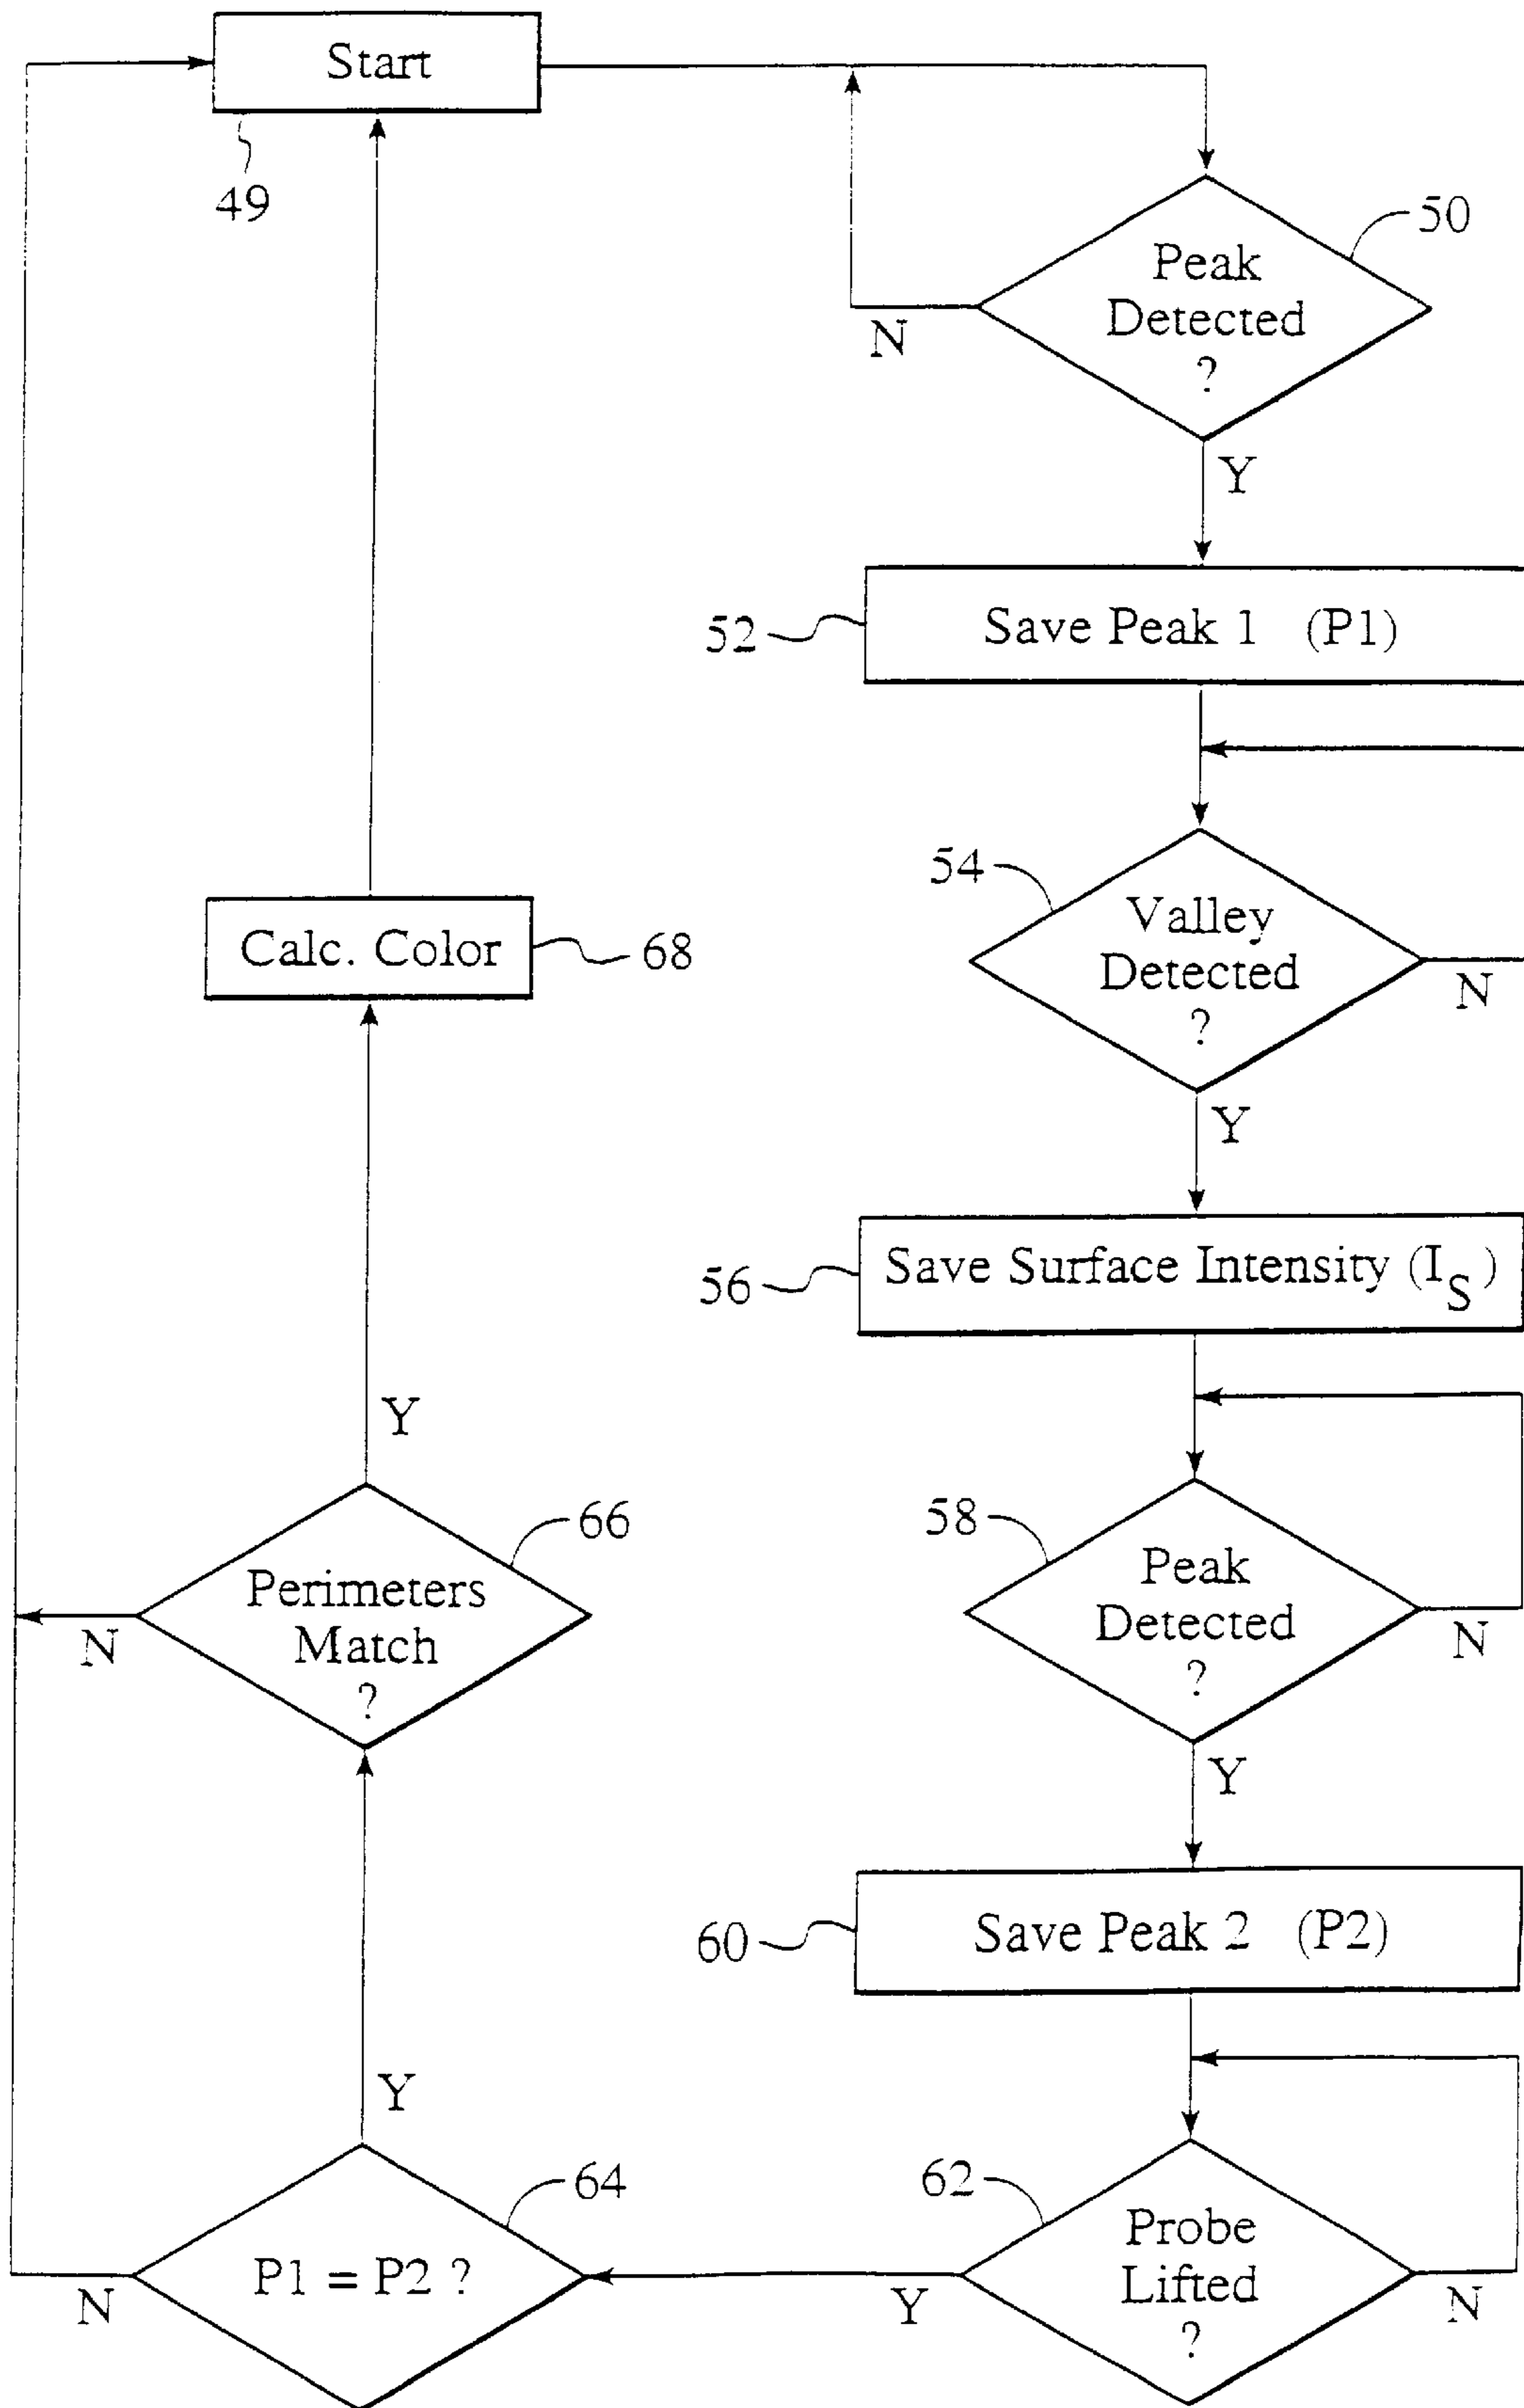 Start
49
Peak
Detected
?
50
N
Y
Save Peak 1 (P1)
52
54
Valley
Detected
?
N
Y
Save Surface Intensity (I_S)
56
58
Peak
Detected
?
N
Y
Save Peak 2 (P2)
60
62
Probe
Lifted
?
N
Y
64
P1 = P2 ?
N
Y
66
Perimeters
Match
?
N
Y
Calc. Color
68